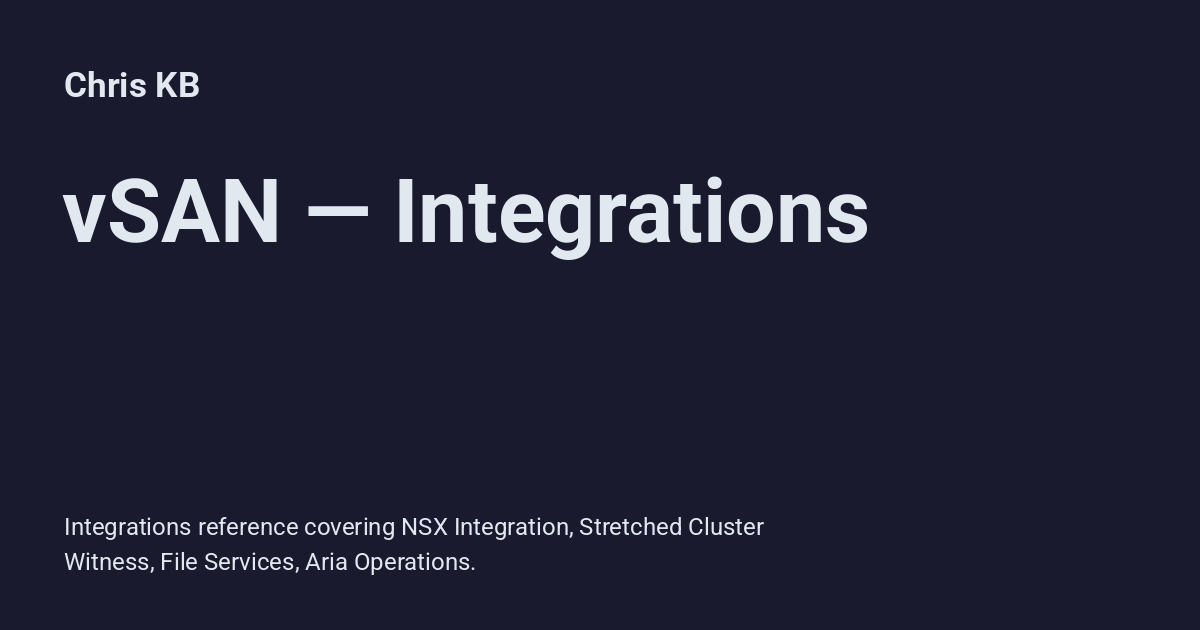 Chris KB
vSAN — Integrations
Integrations reference covering NSX Integration, Stretched Cluster
Witness, File Services, Aria Operations.